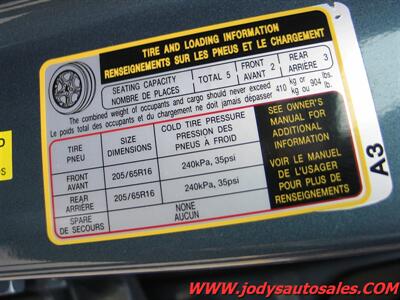 TIRE AND LOADING INFORMATION
RENSEIGNEMENTS SUR LES PNEUS ET LE CHARGEMENT
SEATING CAPACITY
NOMBRE DE PLACES
TOTAL 5
FRONT
AVANT 2
REAR
ARRIÈRE 3
The combined weight of occupants and cargo should never exceed 410 kg or 904 lbs.
Le poids total des occupants et du chargement ne doit jamais dépasser kg ou lb.
TIRE
PNEU
SIZE
DIMENSIONS
COLD TIRE PRESSURE
PRESSION DES
PNEUS À FROID
FRONT
AVANT
205/65R16
240kPa, 35psi
REAR
ARRIÈRE
205/65R16
240kPa, 35psi
SPARE
DE SECOURS
NONE
AUCUN
SEE OWNER'S
MANUAL FOR
ADDITIONAL
INFORMATION
VOIR LE MANUEL
DE L'USAGER
POUR PLUS DE
RENSEIGNEMENTS
A3
www.jodysautosales.com